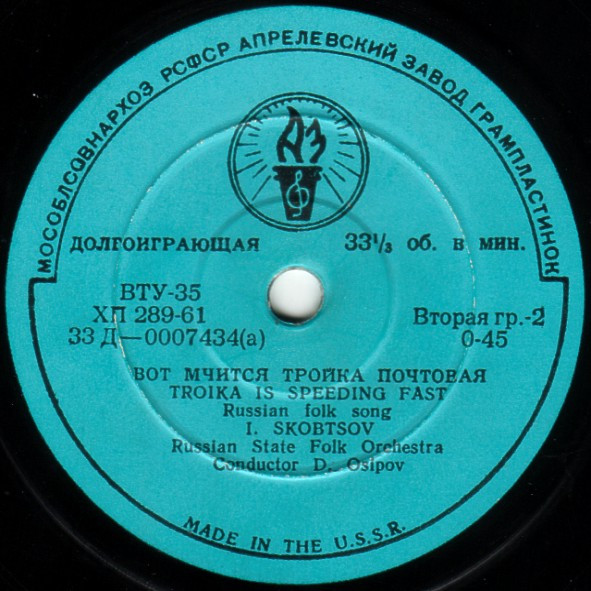 МОСОБЛСОВНАРХОЗ РСФСР АПРЕЛЕВСКИЙ ЗАВОД ГРАМПЛАСТИНОК
АЗ
ДОЛГОИГРАЮЩАЯ 33⅓ об. в мин.
ВТУ-35
ХП 289-61 Вторая гр.-2
33 Д—0007434(а) 0-45
ВОТ МЧИТСЯ ТРОЙКА ПОЧТОВАЯ
TROIKA IS SPEEDING FAST
Russian folk song
I. SKOBTSOV
Russian State Folk Orchestra
Conductor D. Osipov
MADE IN THE U.S.S.R.